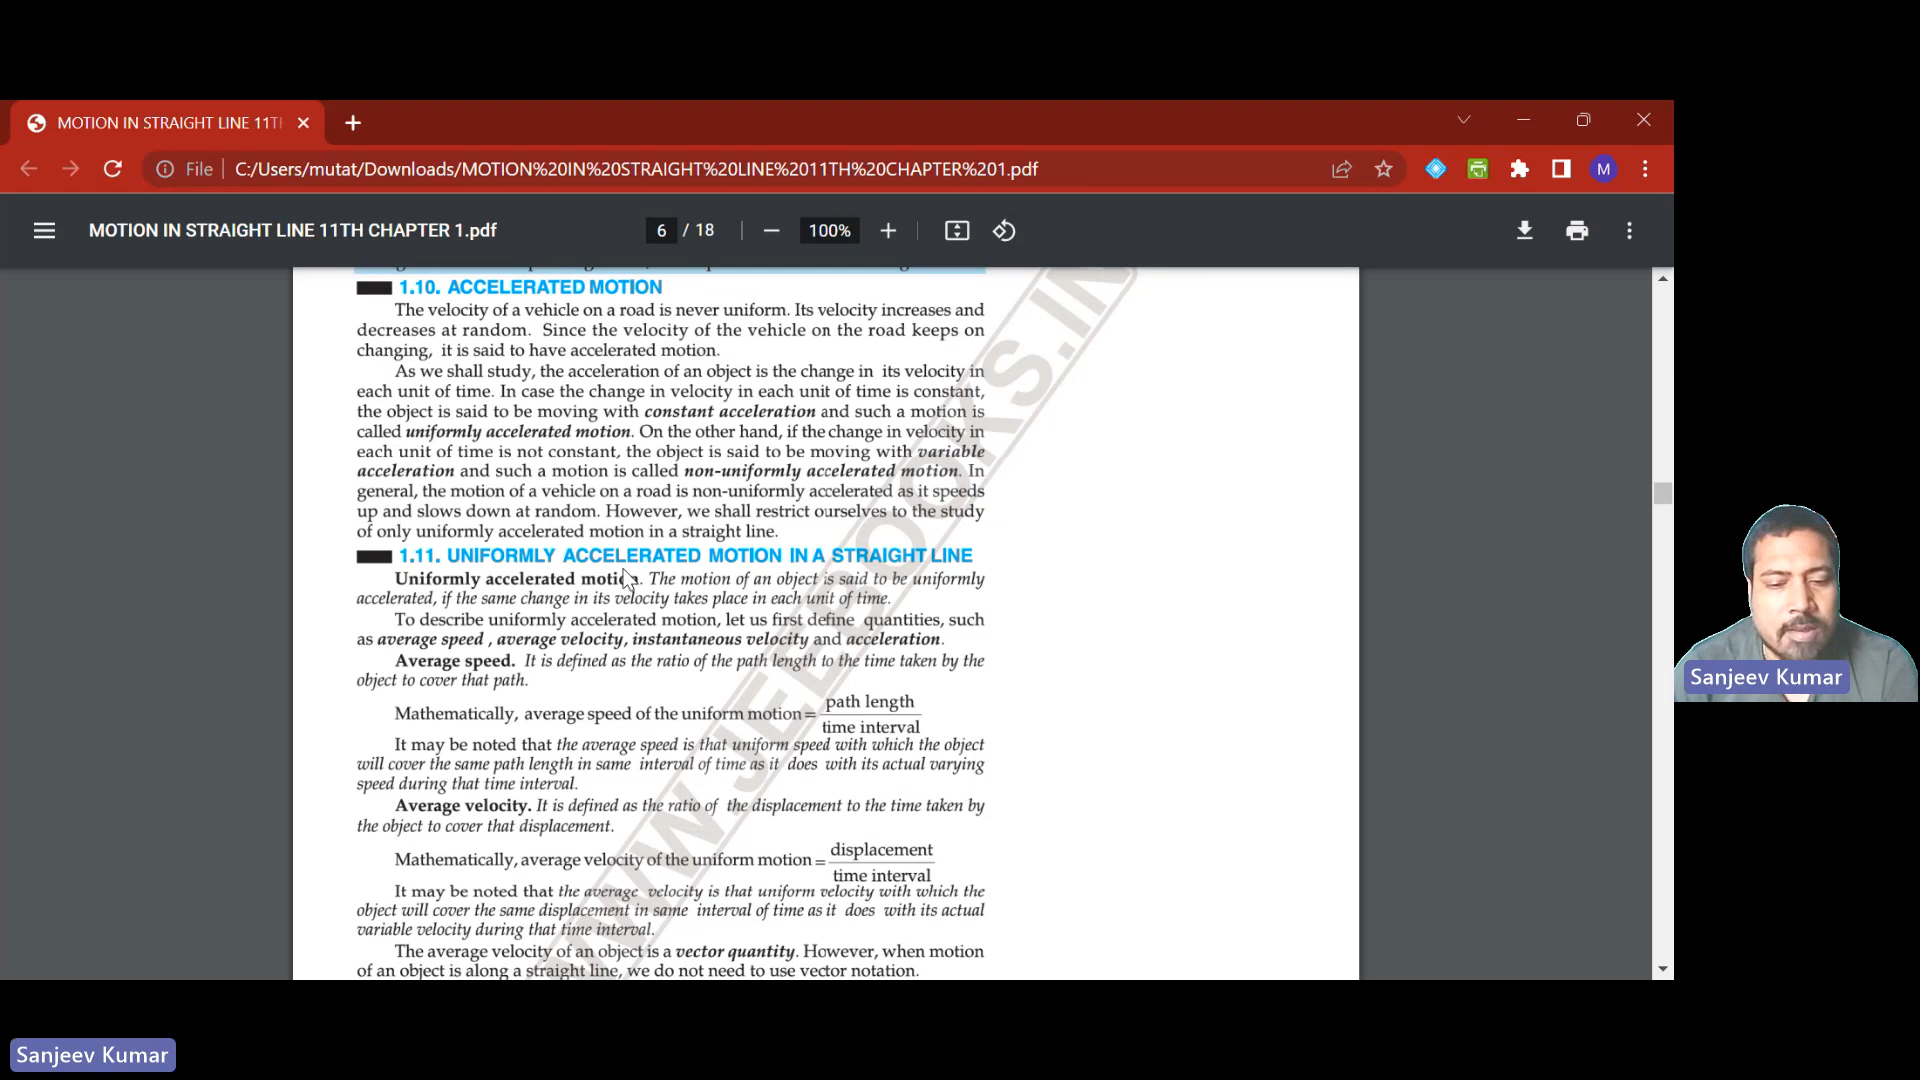 MOTION IN STRAIGHT LINE 11TH
File
C:/Users/mutat/Downloads/MOTION%20IN%20STRAIGHT%20LINE%2011TH%20CHAPTER%201.pdf
M
MOTION IN STRAIGHT LINE 11TH CHAPTER 1.pdf
6 / 18
100%
1.10. ACCELERATED MOTION
The velocity of a vehicle on a road is never uniform. Its velocity increases and
decreases at random. Since the velocity of the vehicle on the road keeps on
changing, it is said to have accelerated motion.
As we shall study, the acceleration of an object is the change in its velocity in
each unit of time. In case the change in velocity in each unit of time is constant,
the object is said to be moving with constant acceleration and such a motion is
called uniformly accelerated motion. On the other hand, if the change in velocity in
each unit of time is not constant, the object is said to be moving with variable
acceleration and such a motion is called non-uniformly accelerated motion. In
general, the motion of a vehicle on a road is non-uniformly accelerated as it speeds
up and slows down at random. However, we shall restrict ourselves to the study
of only uniformly accelerated motion in a straight line.
1.11. UNIFORMLY ACCELERATED MOTION IN A STRAIGHT LINE
Uniformly accelerated motion. The motion of an object is said to be uniformly
accelerated, if the same change in its velocity takes place in each unit of time.
To describe uniformly accelerated motion, let us first define quantities, such
as average speed , average velocity, instantaneous velocity and acceleration.
Average speed. It is defined as the ratio of the path length to the time taken by the
object to cover that path.
Mathematically, average speed of the uniform motion = path length
time interval
It may be noted that the average speed is that uniform speed with which the object
will cover the same path length in same interval of time as it does with its actual varying
speed during that time interval.
Average velocity. It is defined as the ratio of the displacement to the time taken by
the object to cover that displacement.
Mathematically, average velocity of the uniform motion = displacement
time interval
It may be noted that the average velocity is that uniform velocity with which the
object will cover the same displacement in same interval of time as it does with its actual
variable velocity during that time interval.
The average velocity of an object is a vector quantity. However, when motion
of an object is along a straight line, we do not need to use vector notation.
WWW.JEEBOOKS.IN
Sanjeev Kumar
Sanjeev Kumar